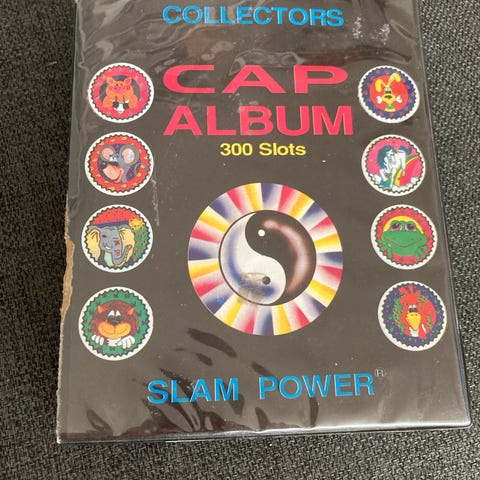 COLLECTORS
CAP
ALBUM
300 Slots
SLAM POWER®